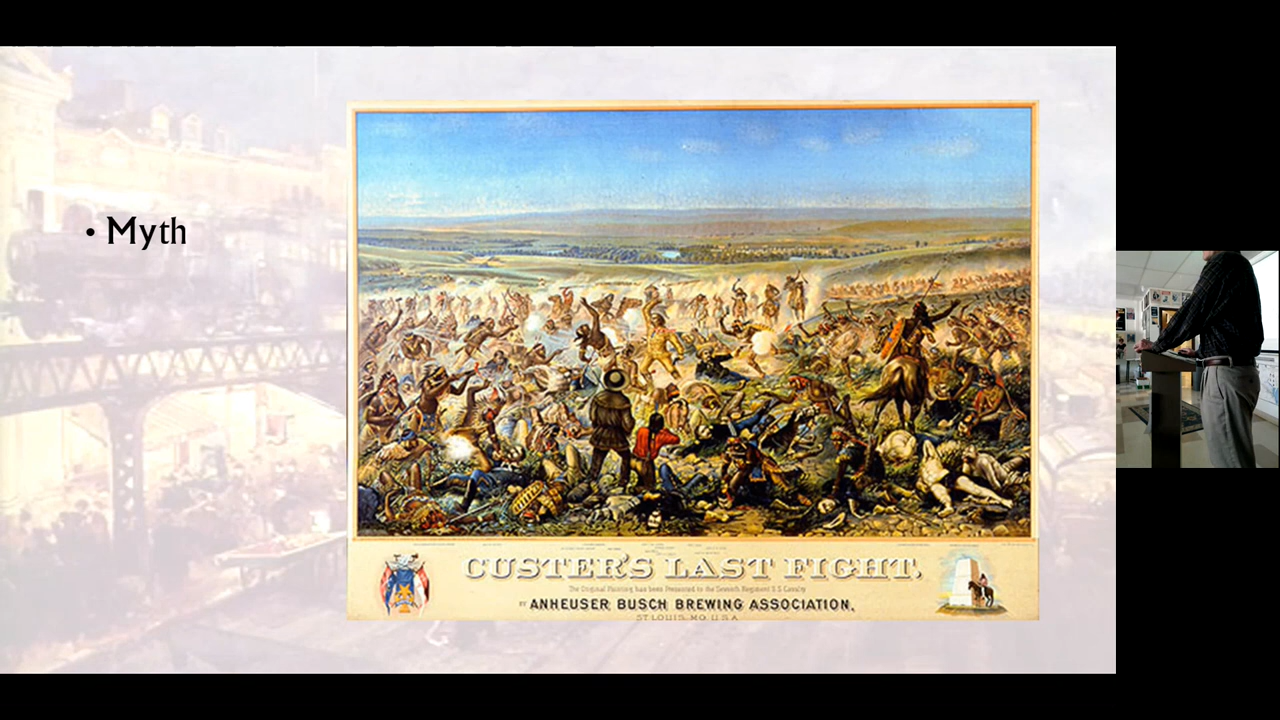 • Myth
CUSTER'S LAST FIGHT.
The Original Painting has been Presented to the Seventh Regiment U.S. Cavalry
BY ANHEUSER BUSCH BREWING ASSOCIATION,
ST. LOUIS, MO. U.S.A.